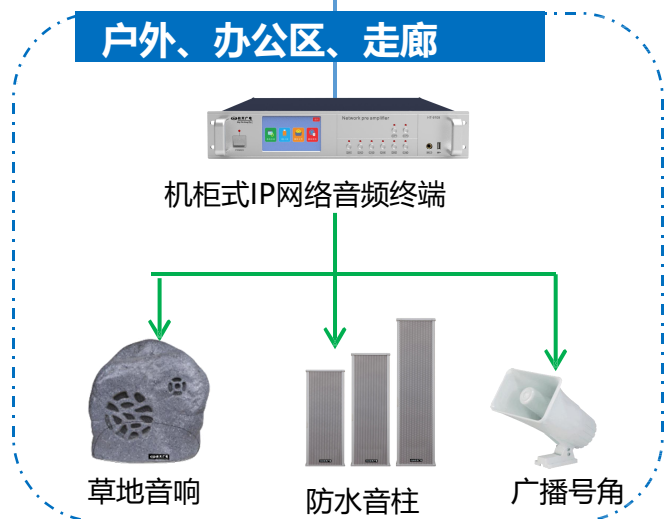 户外、办公区、走廊
Network pre amplifier
机柜式IP网络音频终端
草地音响
防水音柱
广播号角